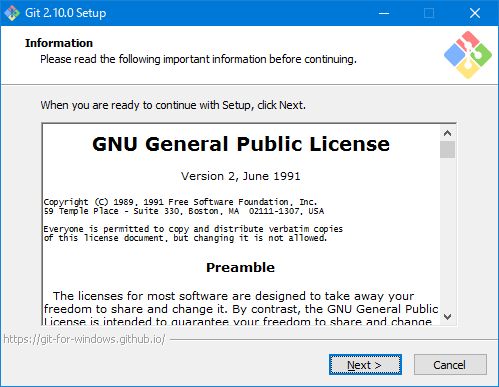 Git 2.10.0 Setup
Information
Please read the following important information before continuing.
When you are ready to continue with Setup, click Next.
GNU General Public License
Version 2, June 1991
Copyright (C) 1989, 1991 Free Software Foundation, Inc.
59 Temple Place - Suite 330, Boston, MA  02111-1307, USA
Everyone is permitted to copy and distribute verbatim copies
of this license document, but changing it is not allowed.
Preamble
The licenses for most software are designed to take away your
freedom to share and change it. By contrast, the GNU General Public
License is intended to guarantee your freedom to share and change
https://git-for-windows.github.io/
Next >
Cancel